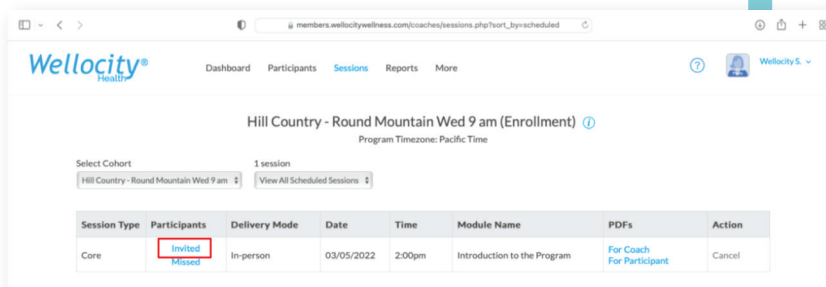 members.wellocitywellness.com/coaches/sessions.php?sort_by=scheduled
Wellocity®
Health
Dashboard Participants Sessions Reports More
? Wellocity S.
Hill Country - Round Mountain Wed 9 am (Enrollment) i
Program Timezone: Pacific Time
Select Cohort 1 session
Hill Country - Round Mountain Wed 9 am View All Scheduled Sessions
Session Type Participants Delivery Mode Date Time Module Name PDFs Action
Core Invited In-person 03/05/2022 2:00pm Introduction to the Program For Coach Cancel
Missed For Participant